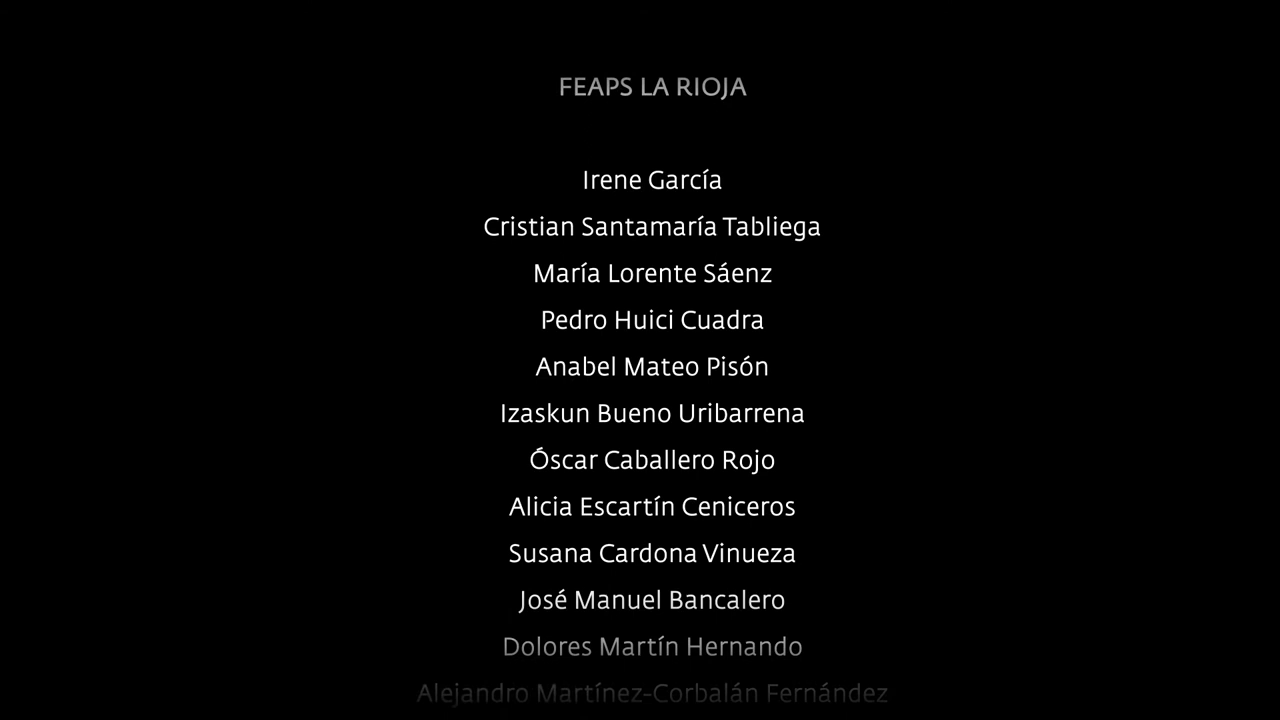 FEAPS LA RIOJA
Irene García
Cristian Santamaría Tabliega
María Lorente Sáenz
Pedro Huici Cuadra
Anabel Mateo Pisón
Izaskun Bueno Uribarrena
Óscar Caballero Rojo
Alicia Escartín Ceniceros
Susana Cardona Vinueza
José Manuel Bancalero
Dolores Martín Hernando
Alejandro Martínez-Corbalán Fernández